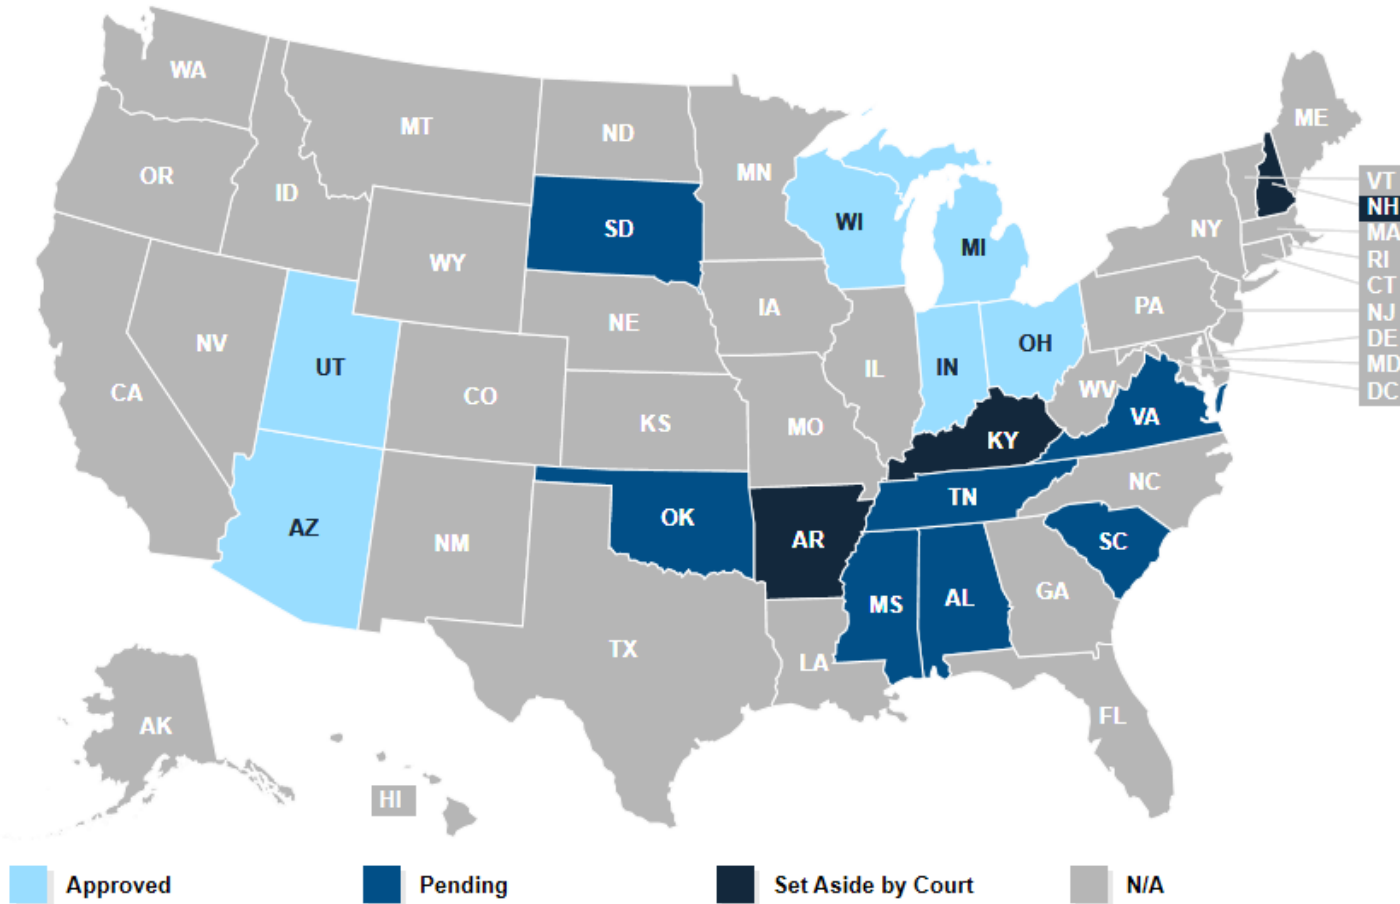 WA
ME
MT
ND
OR
MN
VT
ID
NH
SD
WI
NY
MA
MI
RI
WY
CT
PA
IA
NJ
NE
NV
OH
DE
UT
IN
IL
MD
CA
CO
WV
DC
KS
MO
VA
KY
NC
TN
OK
AZ
NM
AR
SC
MS
AL
GA
TX
LA
FL
AK
HI
Approved
Pending
Set Aside by Court
N/A